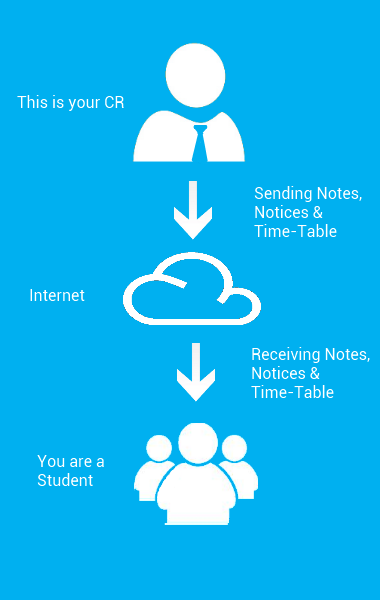 This is your CR
Sending Notes,
Notices &
Time-Table
Internet
Receiving Notes,
Notices &
Time-Table
You are a
Student